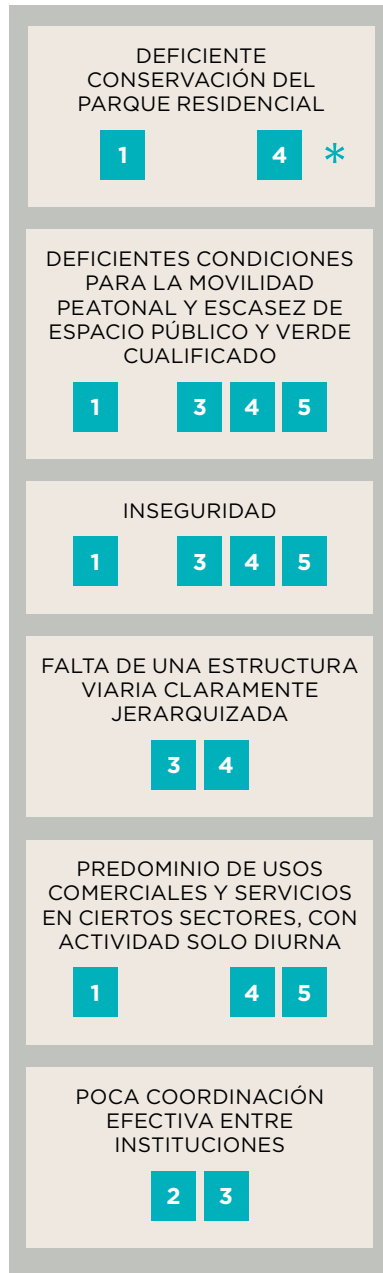 DEFICIENTE
CONSERVACIÓN DEL
PARQUE RESIDENCIAL
1 4 *
DEFICIENTES CONDICIONES
PARA LA MOVILIDAD
PEATONAL Y ESCASEZ DE
ESPACIO PÚBLICO Y VERDE
CUALIFICADO
1 3 4 5
INSEGURIDAD
1 3 4 5
FALTA DE UNA ESTRUCTURA
VIARIA CLARAMENTE
JERARQUIZADA
3 4
PREDOMINIO DE USOS
COMERCIALES Y SERVICIOS
EN CIERTOS SECTORES, CON
ACTIVIDAD SOLO DIURNA
1 4 5
POCA COORDINACIÓN
EFECTIVA ENTRE
INSTITUCIONES
2 3